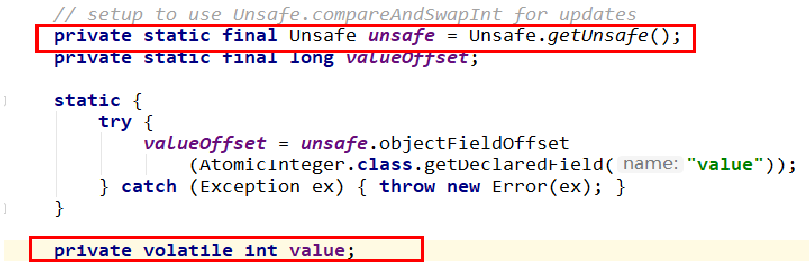 // setup to use Unsafe.compareAndSwapInt for updates
private static final Unsafe unsafe = Unsafe.getUnsafe();
private static final long valueOffset;
static {
try {
valueOffset = unsafe.objectFieldOffset
(AtomicInteger.class.getDeclaredField( name: "value"));
} catch (Exception ex) { throw new Error(ex); }
}
private volatile int value;